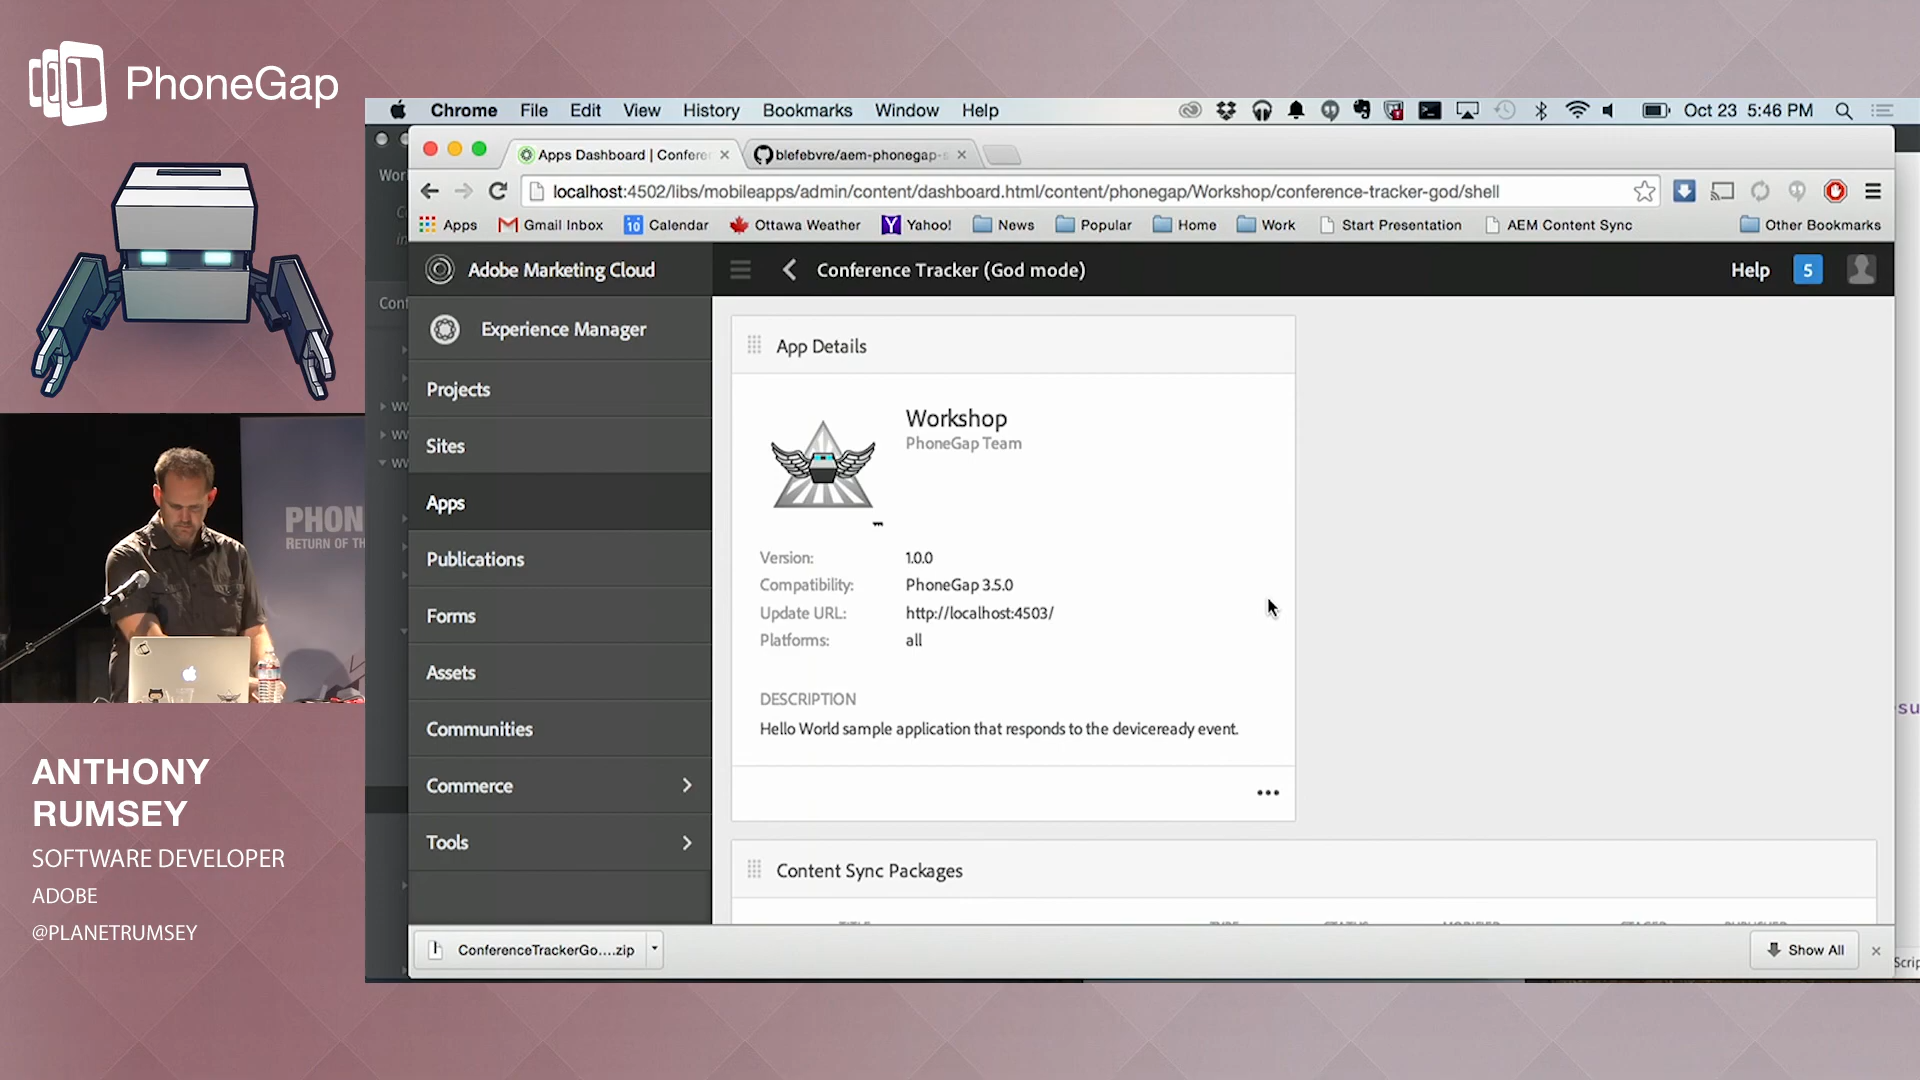 PhoneGap
Chrome File Edit View History Bookmarks Window Help
Oct 23 5:46 PM
Apps Dashboard | Confere
blefebvre/aem-phonegap-s
localhost:4502/libs/mobileapps/admin/content/dashboard.html/content/phonegap/Workshop/conference-tracker-god/shell
Apps Gmail Inbox 10 Calendar Ottawa Weather Yahoo! News Popular Home Work Start Presentation AEM Content Sync Other Bookmarks
Adobe Marketing Cloud
Conference Tracker (God mode)
Help 5
Experience Manager
Projects
Sites
Apps
Publications
Forms
Assets
Communities
Commerce
Tools
App Details
Workshop
PhoneGap Team
Version: 1.0.0
Compatibility: PhoneGap 3.5.0
Update URL: http://localhost:4503/
Platforms: all
DESCRIPTION
Hello World sample application that responds to the deviceready event.
Content Sync Packages
ConferenceTrackerGo....zip
Show All
PHON
RETURN OF TH
ANTHONY
RUMSEY
SOFTWARE DEVELOPER
ADOBE
@PLANETRUMSEY